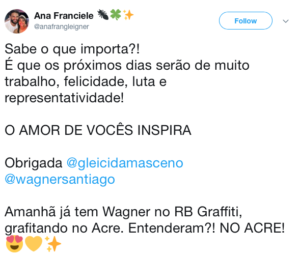 Ana Franciele 🪶🍀✨
@anafrangleigner
Follow
Sabe o que importa?!
É que os próximos dias serão de muito
trabalho, felicidade, luta e
representatividade!
O AMOR DE VOCÊS INSPIRA
Obrigada @gleicidamasceno
@wagnersantiago
Amanhã já tem Wagner no RB Graffiti,
grafitando no Acre. Entenderam?! NO ACRE!
😍💛✨